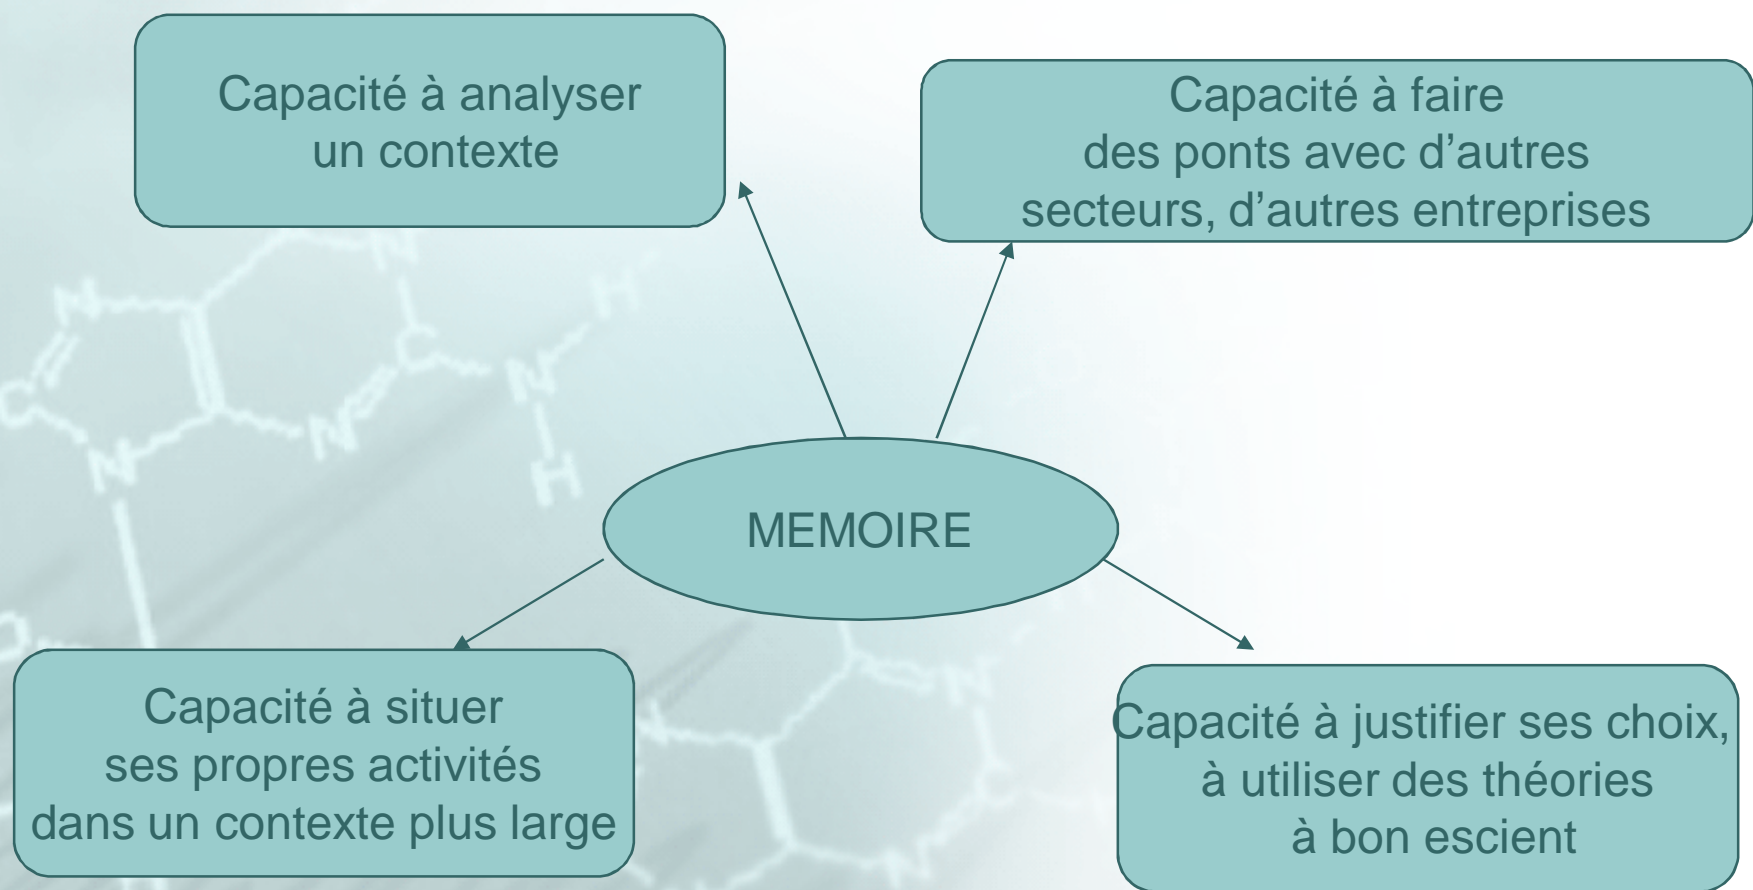 Capacité à analyser
un contexte
Capacité à faire
des ponts avec d’autres
secteurs, d’autres entreprises
MEMOIRE
Capacité à situer
ses propres activités
dans un contexte plus large
Capacité à justifier ses choix,
à utiliser des théories
à bon escient
N
N
C
H
N
H
C
N
N
N
N
C
N